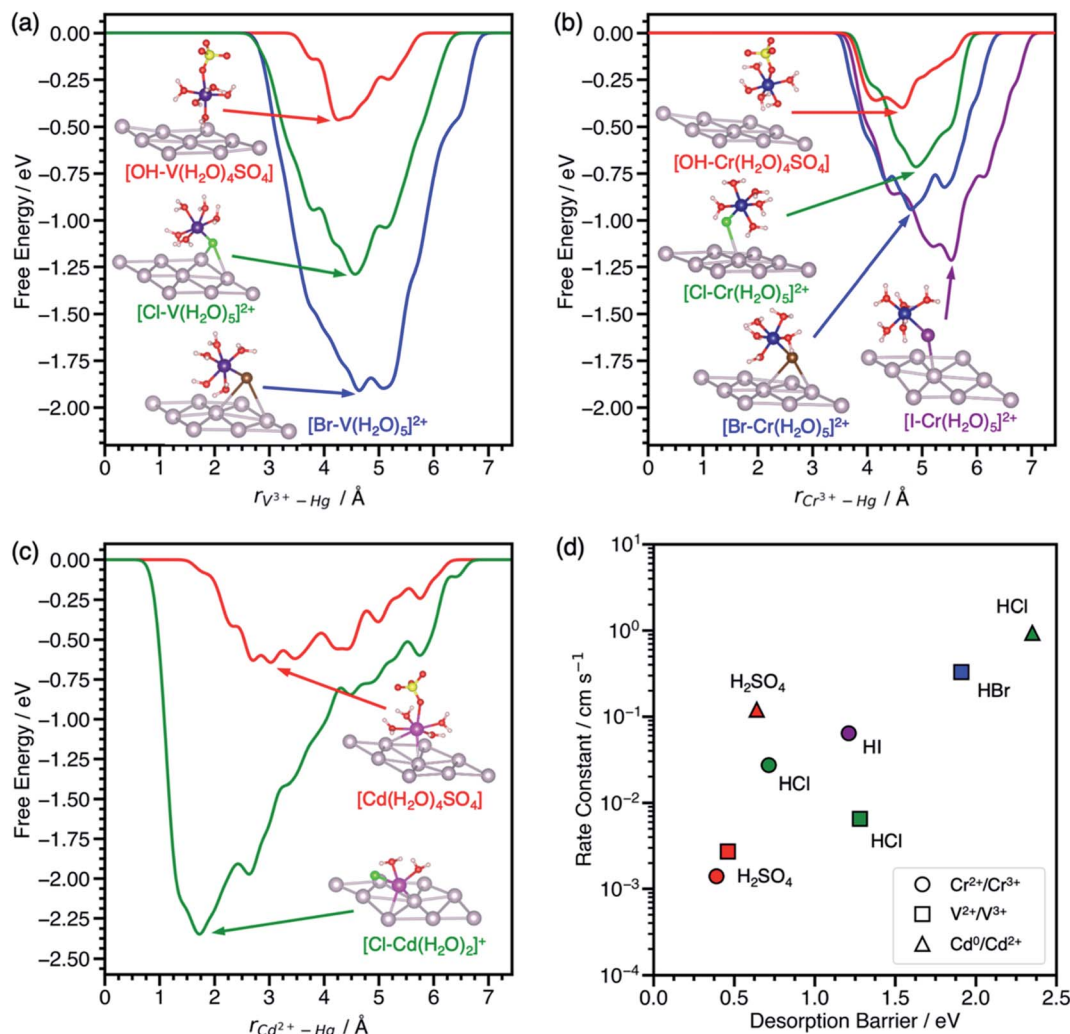 (a)
0.00
−0.25
−0.50
−0.75
−1.00
−1.25
−1.50
−1.75
−2.00
Free Energy / eV
[OH-V(H₂O)₄SO₄]
[Cl-V(H₂O)₅]²⁺
[Br-V(H₂O)₅]²⁺
0 1 2 3 4 5 6 7
r_{V³⁺ − Hg} / Å
(b)
0.00
−0.25
−0.50
−0.75
−1.00
−1.25
−1.50
−1.75
−2.00
Free Energy / eV
[OH-Cr(H₂O)₄SO₄]
[Cl-Cr(H₂O)₅]²⁺
[Br-Cr(H₂O)₅]²⁺
[I-Cr(H₂O)₅]²⁺
0 1 2 3 4 5 6 7
r_{Cr³⁺ − Hg} / Å
(c)
0.00
−0.25
−0.50
−0.75
−1.00
−1.25
−1.50
−1.75
−2.00
−2.25
−2.50
Free Energy / eV
[Cd(H₂O)₄SO₄]
[Cl-Cd(H₂O)₂]⁺
0 1 2 3 4 5 6 7
r_{Cd²⁺ − Hg} / Å
(d)
10¹
10⁰
10⁻¹
10⁻²
10⁻³
10⁻⁴
Rate Constant / cm s⁻¹
HCl
H₂SO₄
HBr
HI
HCl
HCl
H₂SO₄
Cr²⁺/Cr³⁺
V²⁺/V³⁺
Cd⁰/Cd²⁺
0.0 0.5 1.0 1.5 2.0 2.5
Desorption Barrier / eV